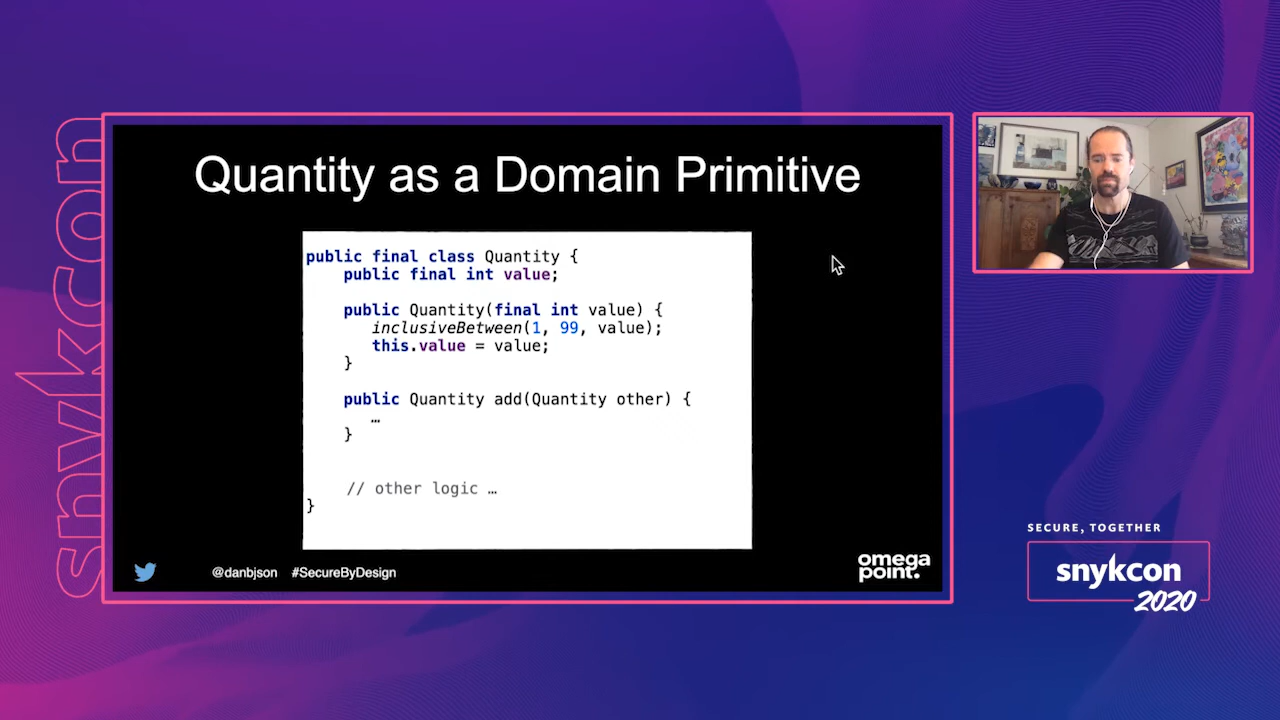 snykcon
Quantity as a Domain Primitive
public final class Quantity {
public final int value;
public Quantity(final int value) {
inclusiveBetween(1, 99, value);
this.value = value;
}
public Quantity add(Quantity other) {
…
}
// other logic …
}
@danbjson #SecureByDesign
omega
point.
SECURE, TOGETHER
snykcon
2020